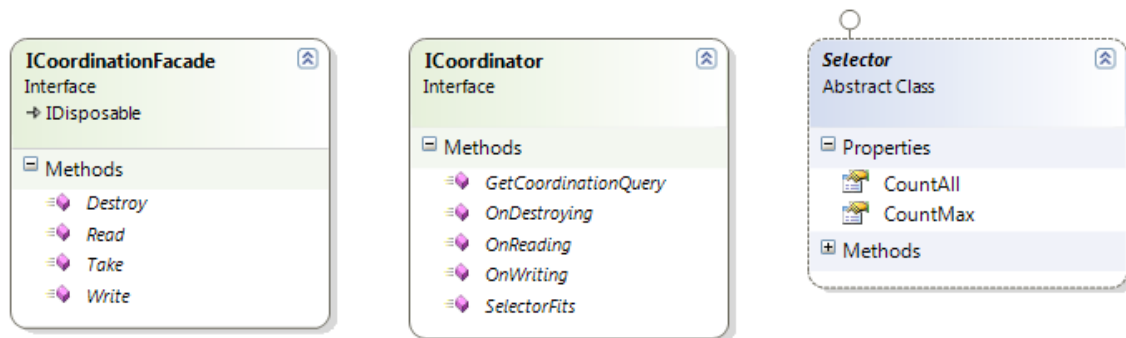 ICoordinationFacade
Interface
IDisposable
Methods
Destroy
Read
Take
Write
ICoordinator
Interface
Methods
GetCoordinationQuery
OnDestroying
OnReading
OnWriting
SelectorFits
Selector
Abstract Class
Properties
CountAll
CountMax
Methods